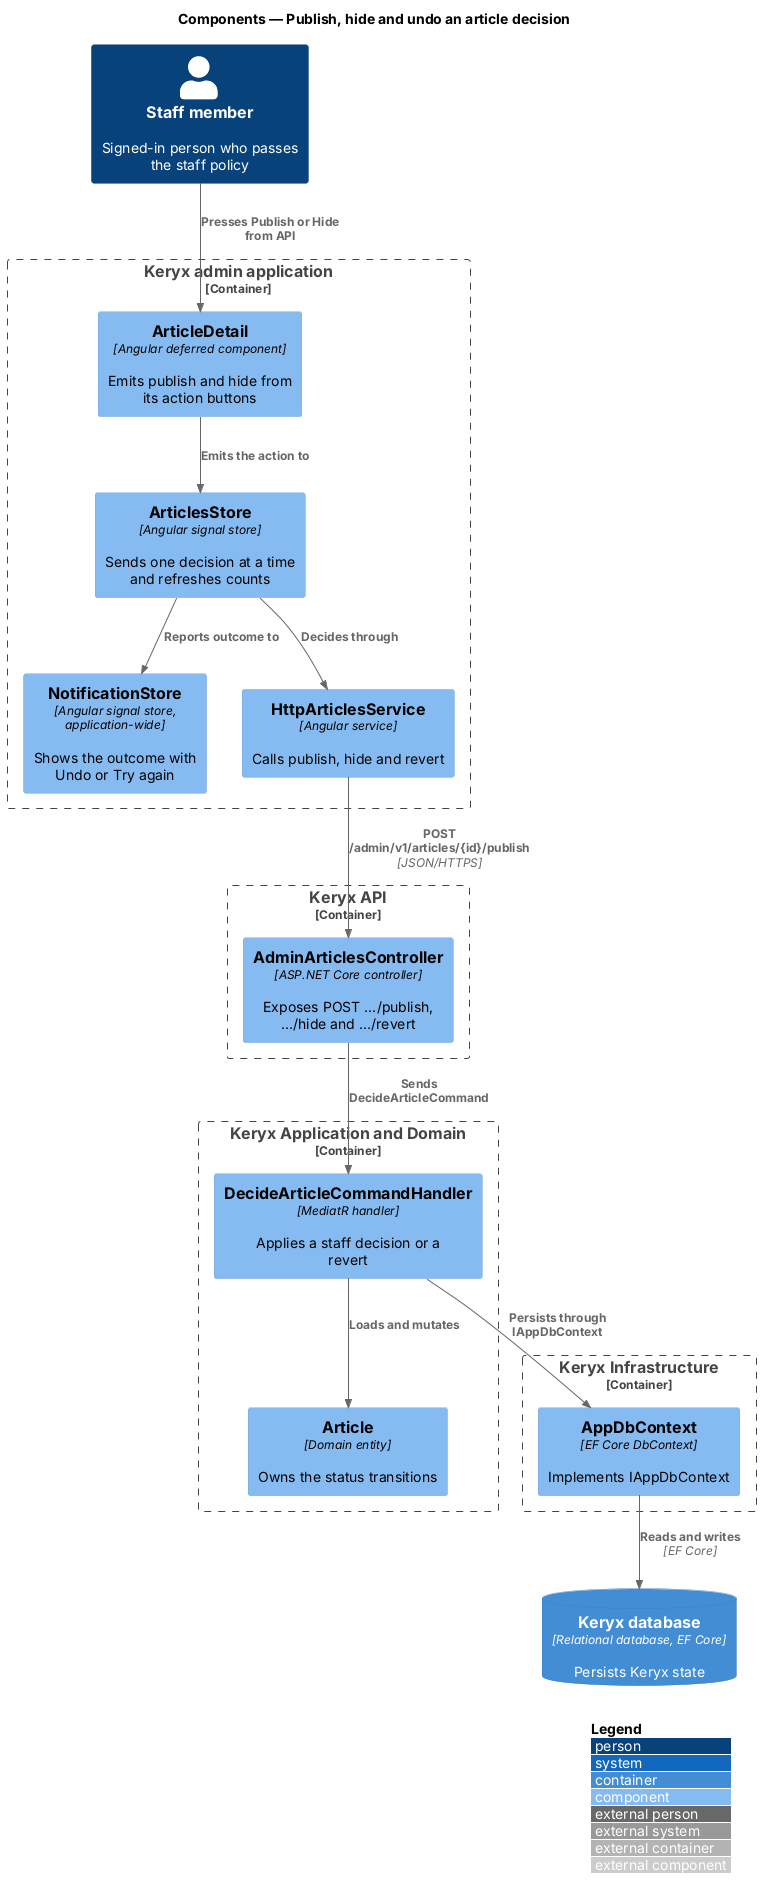 Components — Publish, hide and undo an article decision
Staff member
Signed-in person who passes
the staff policy
Presses Publish or Hide
from API
Keryx admin application
[Container]
ArticleDetail
[Angular deferred component]
Emits publish and hide from
its action buttons
Emits the action to
ArticlesStore
[Angular signal store]
Sends one decision at a time
and refreshes counts
Reports outcome to
Decides through
NotificationStore
[Angular signal store,
application-wide]
Shows the outcome with
Undo or Try again
HttpArticlesService
[Angular service]
Calls publish, hide and revert
POST
/admin/v1/articles/{id}/publish
[JSON/HTTPS]
Keryx API
[Container]
AdminArticlesController
[ASP.NET Core controller]
Exposes POST .../publish,
.../hide and .../revert
Sends
DecideArticleCommand
Keryx Application and Domain
[Container]
DecideArticleCommandHandler
[MediatR handler]
Applies a staff decision or a
revert
Loads and mutates
Persists through
IAppDbContext
Keryx Infrastructure
[Container]
Article
[Domain entity]
Owns the status transitions
AppDbContext
[EF Core DbContext]
Implements IAppDbContext
Reads and writes
[EF Core]
Keryx database
[Relational database, EF Core]
Persists Keryx state
Legend
person
system
container
component
external person
external system
external container
external component